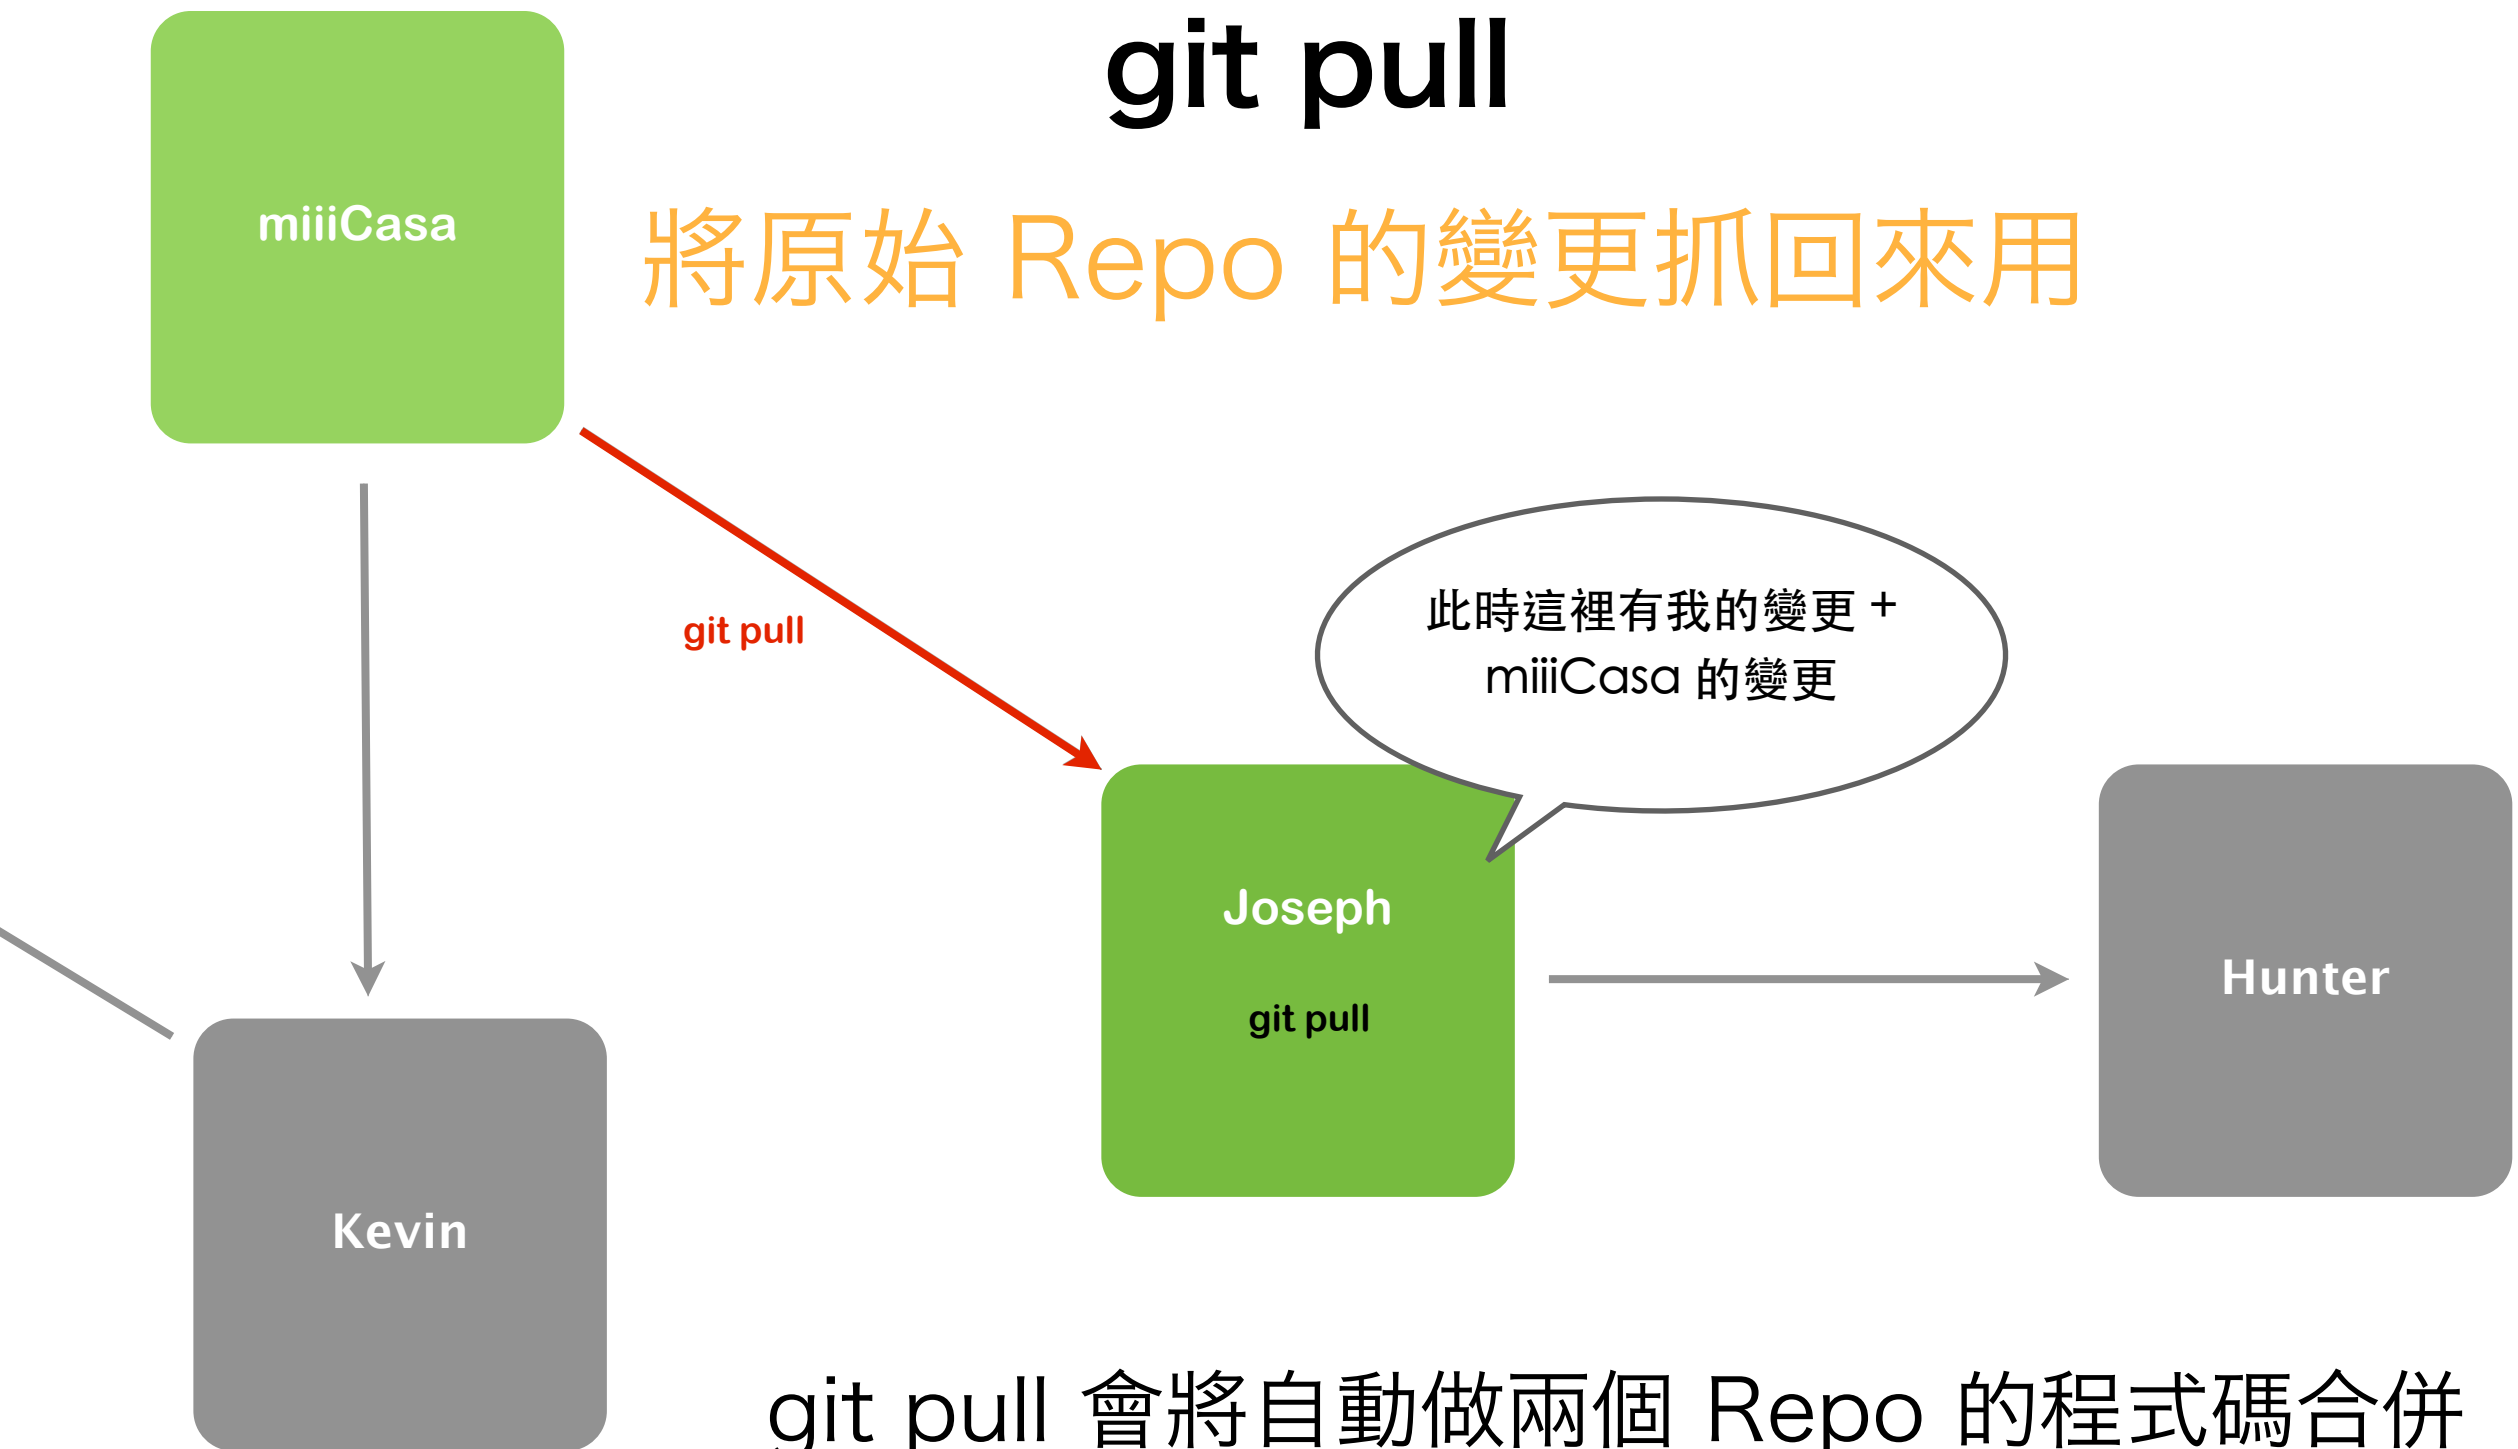 git pull
將原始 Repo 的變更抓回來用
miiiCasa
git pull
此時這裡有我的變更 +
miiiCasa 的變更
Joseph
git pull
Hunter
Kevin
git pull 會將自動做兩個 Repo 的程式碼合併